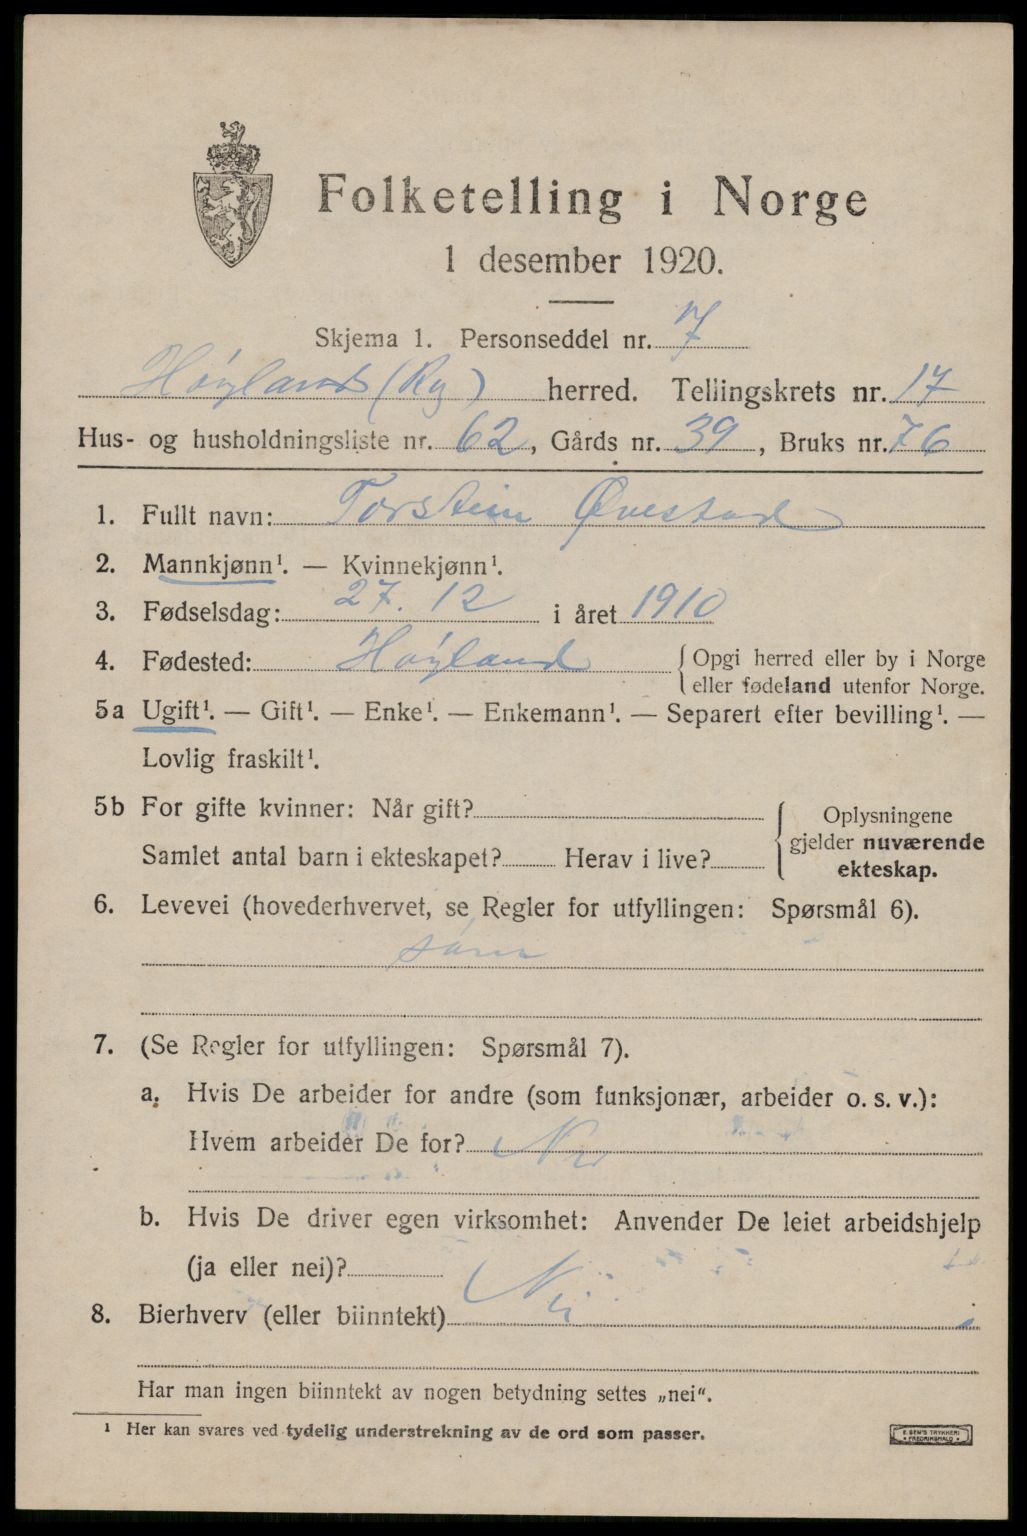 Folketelling i Norge
1 desember 1920.
Skjema 1. Personseddel nr. 7
Høyland (Rog) herred. Tellingskrets nr. 17
Hus- og husholdningsliste nr. 62, Gårds nr. 39, Bruks nr. 76
1. Fullt navn: Torstein Øvestad
2. Mannkjønn¹. — Kvinnekjønn¹.
3. Fødselsdag: 27. 12 i året 1910
4. Fødested: Høyland {Opgi herred eller by i Norge
eller fødeland utenfor Norge.
5a Ugift¹. — Gift¹. — Enke¹. — Enkemann¹. — Separert efter bevilling¹. —
Lovlig fraskilt¹.
5b For gifte kvinner: Når gift?
Samlet antal barn i ekteskapet? Herav i live?
{Oplysningene
gjelder nuværende
ekteskap.
6. Levevei (hovederhvervet, se Regler for utfyllingen: Spørsmål 6).
sønn
7. (Se Regler for utfyllingen: Spørsmål 7).
a. Hvis De arbeider for andre (som funksjonær, arbeider o. s. v.):
Hvem arbeider De for? Nei
b. Hvis De driver egen virksomhet: Anvender De leiet arbeidshjelp
(ja eller nei)?
8. Bierhverv (eller biinntekt) Nei
Har man ingen biinntekt av nogen betydning settes „nei“.
¹ Her kan svares ved tydelig understrekning av de ord som passer.
E. SEM'S TRYKKERI
FREDRIKSHALD